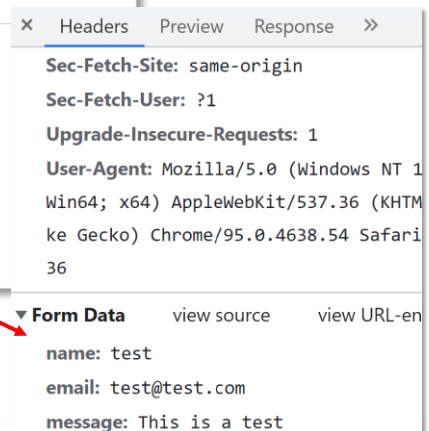 × Headers Preview Response »
Sec-Fetch-Site: same-origin
Sec-Fetch-User: ?1
Upgrade-Insecure-Requests: 1
User-Agent: Mozilla/5.0 (Windows NT 1
Win64; x64) AppleWebKit/537.36 (KHTM
ke Gecko) Chrome/95.0.4638.54 Safari
36
▼ Form Data view source view URL-en
name: test
email: test@test.com
message: This is a test